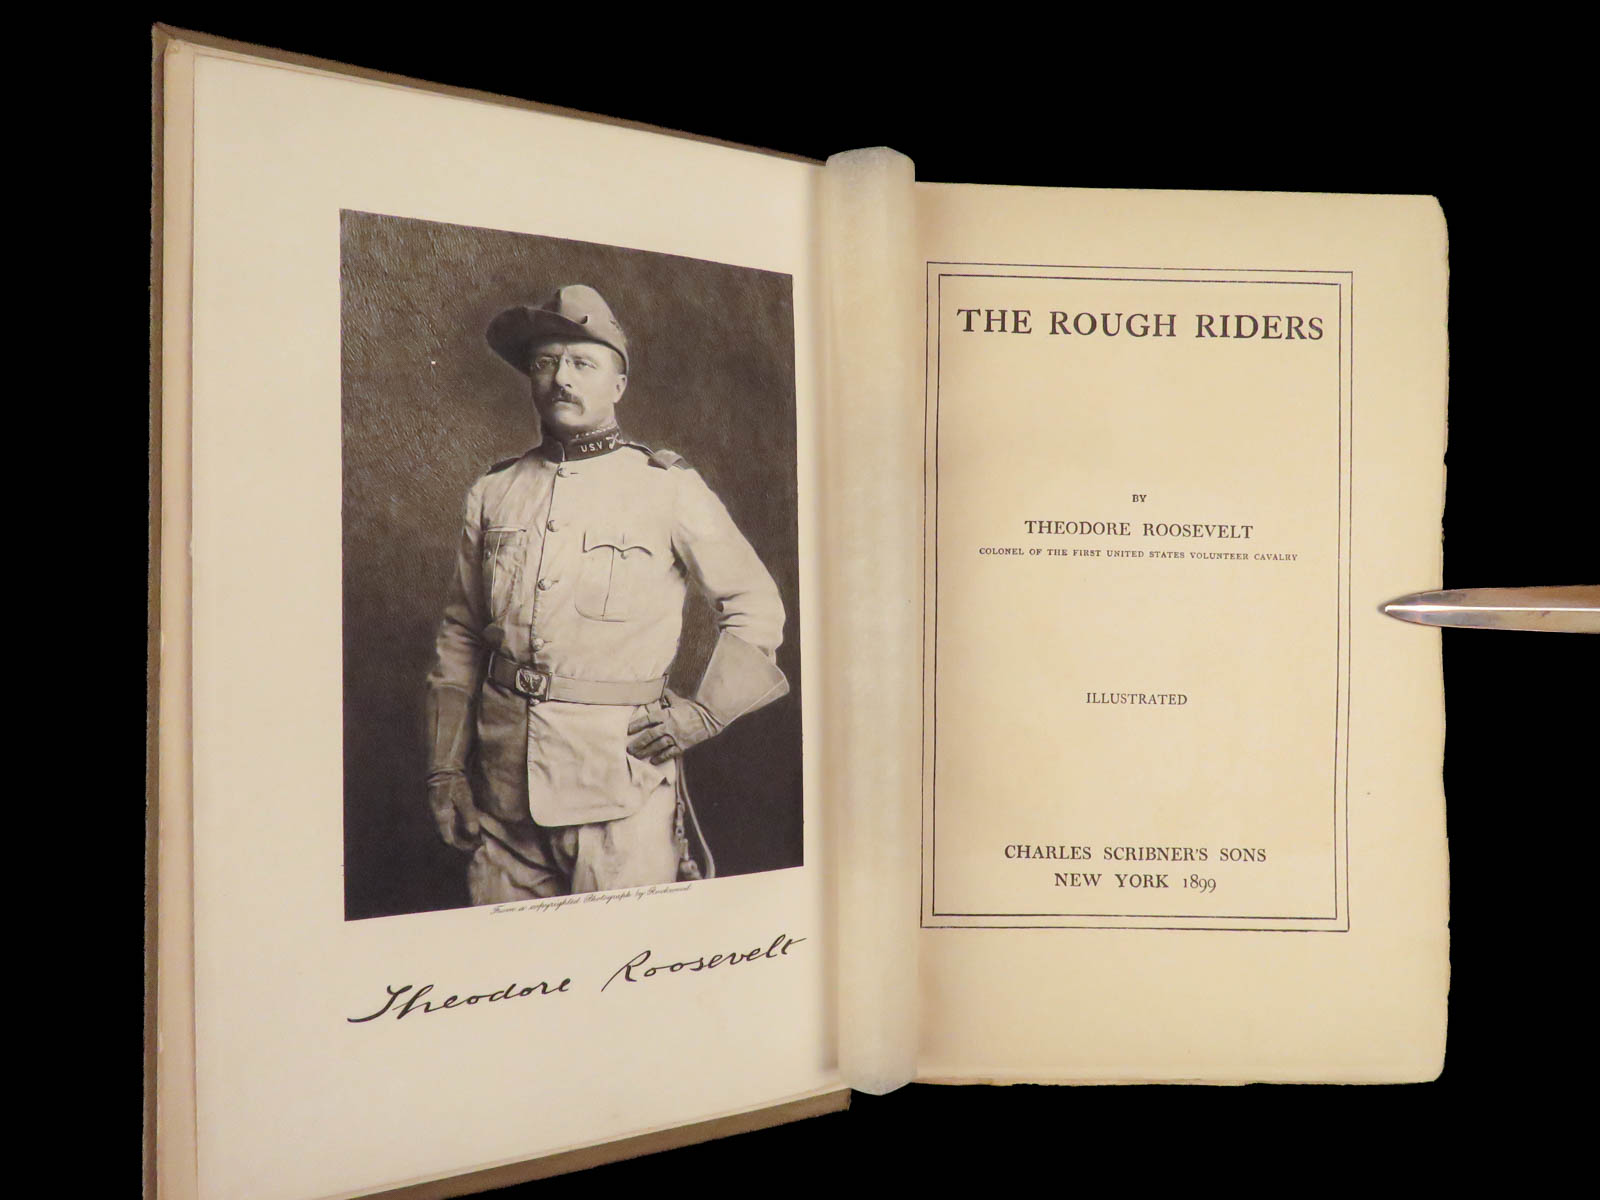 U.S.V
From a copyrighted Photograph by Rockwood.
Theodore Roosevelt
THE ROUGH RIDERS
BY
THEODORE ROOSEVELT
COLONEL OF THE FIRST UNITED STATES VOLUNTEER CAVALRY
ILLUSTRATED
CHARLES SCRIBNER'S SONS
NEW YORK 1899